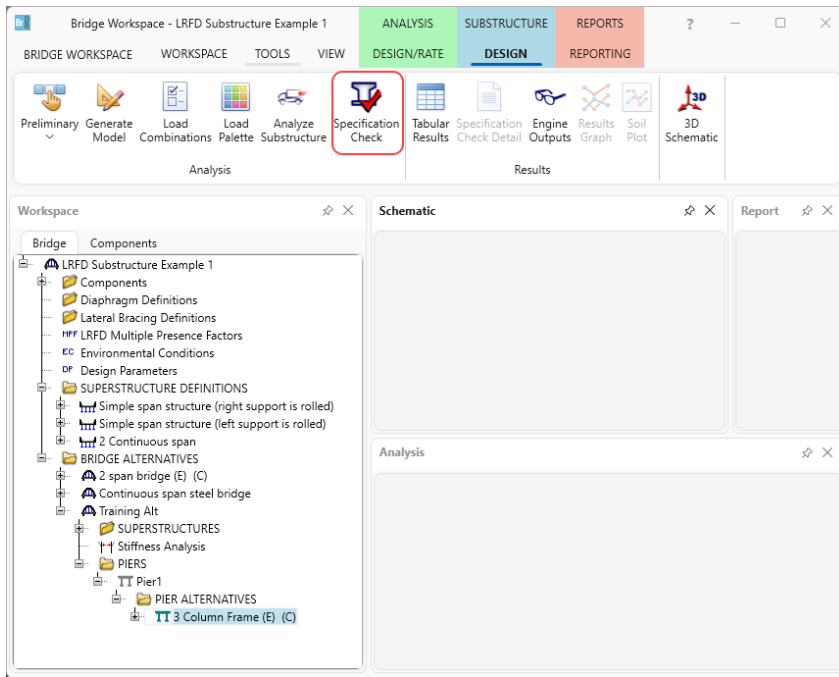 Br
Bridge Workspace - LRFD Substructure Example 1
ANALYSIS
SUBSTRUCTURE
REPORTS
?
BRIDGE WORKSPACE
WORKSPACE
TOOLS
VIEW
DESIGN/RATE
DESIGN
REPORTING
Preliminary
Generate
Model
Load
Combinations
Load
Palette
Analyze
Substructure
Specification
Check
Tabular
Results
Specification
Check Detail
Engine
Outputs
Results
Graph
Soil
Plot
3D
3D
Schematic
Analysis
Results
Workspace
Schematic
Report
Bridge
Components
LRFD Substructure Example 1
Components
Diaphragm Definitions
Lateral Bracing Definitions
MPF LRFD Multiple Presence Factors
EC Environmental Conditions
DP Design Parameters
SUPERSTRUCTURE DEFINITIONS
Simple span structure (right support is rolled)
Simple span structure (left support is rolled)
2 Continuous span
BRIDGE ALTERNATIVES
2 span bridge (E) (C)
Continuous span steel bridge
Training Alt
SUPERSTRUCTURES
Stiffness Analysis
PIERS
Pier1
PIER ALTERNATIVES
3 Column Frame (E) (C)
Analysis